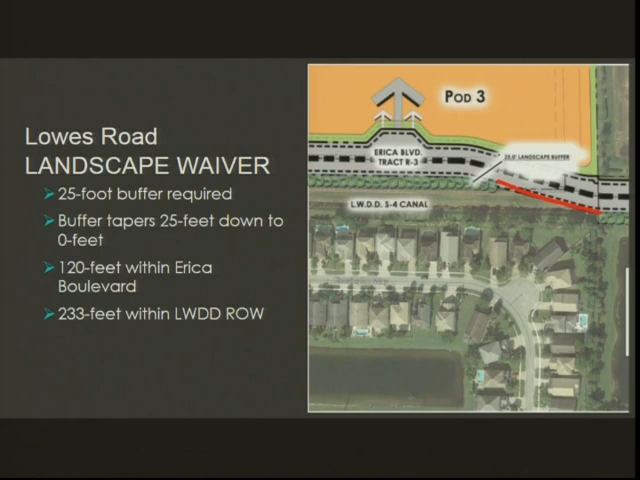 Lowes Road
LANDSCAPE WAIVER
25-foot buffer required
Buffer tapers 25-feet down to
0-feet
120-feet within Erica
Boulevard
233-feet within LWDD ROW
POD 3
ERICA BLVD.
TRACT R-3
25.0' LANDSCAPE BUFFER
L.W.D.D. S-4 CANAL